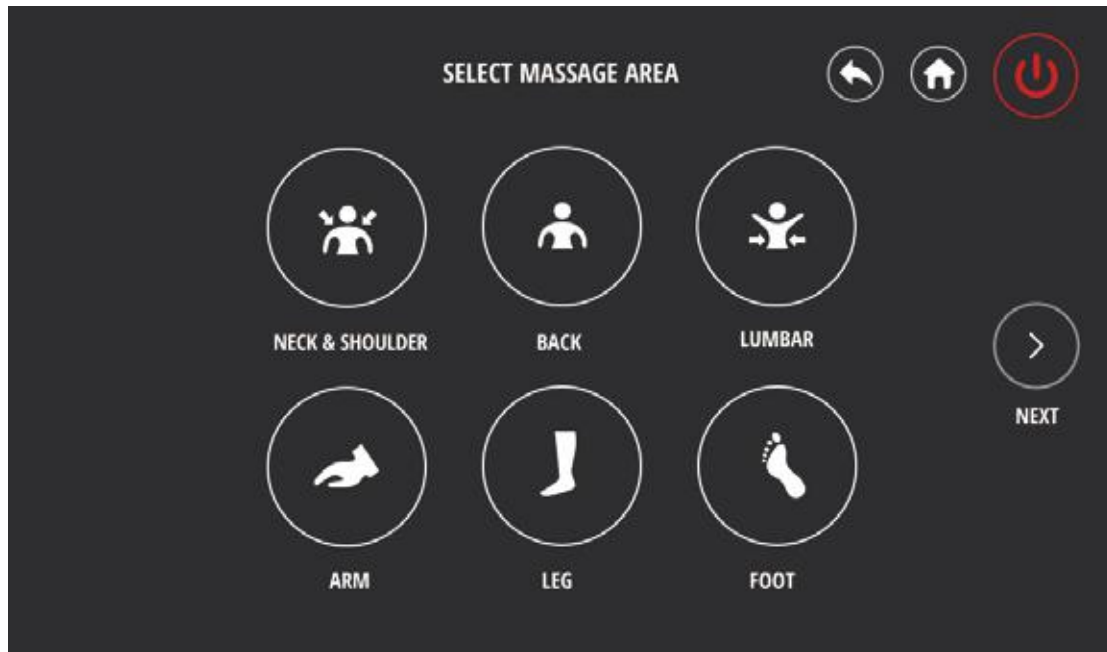 SELECT MASSAGE AREA
NECK & SHOULDER
BACK
LUMBAR
NEXT
ARM
LEG
FOOT